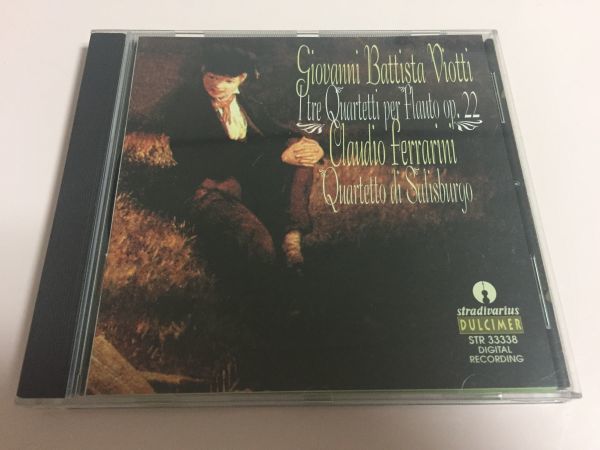 Giovanni Battista Viotti
I tre Quartetti per Flauto op. 22
Claudio Ferrarini
Quartetto di Salisburgo
stradivarius
DULCIMER
STR 33338
DIGITAL
RECORDING